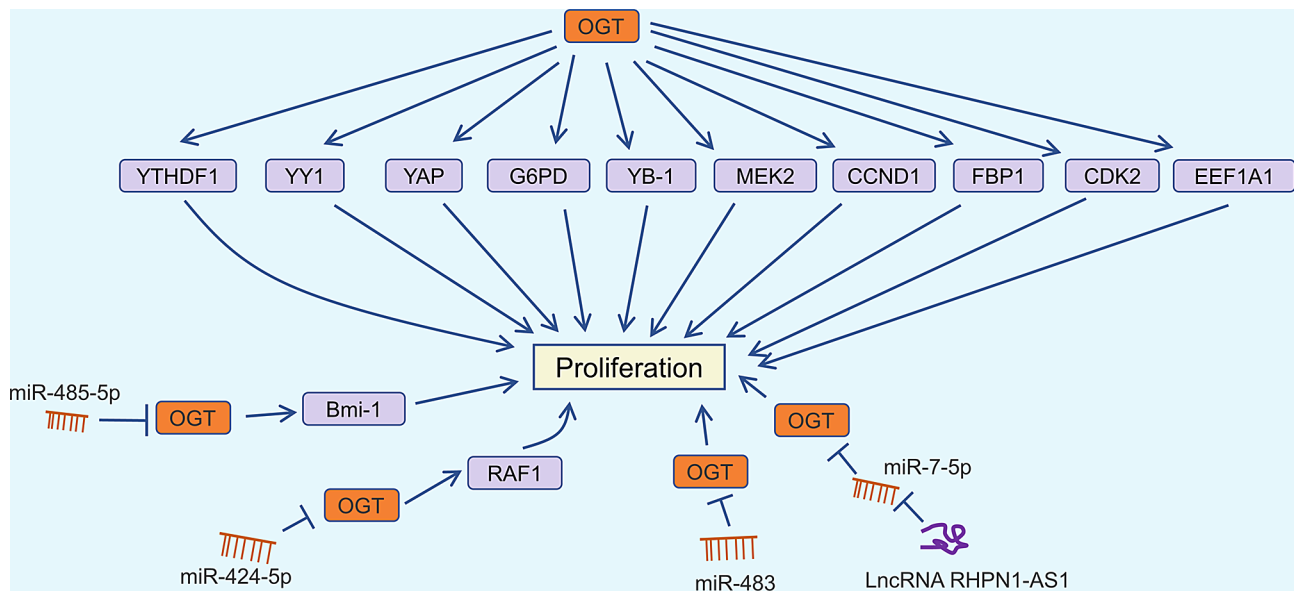 OGT
YTHDF1
YY1
YAP
G6PD
YB-1
MEK2
CCND1
FBP1
CDK2
EEF1A1
Proliferation
miR-485-5p
OGT
Bmi-1
OGT
RAF1
OGT
miR-7-5p
OGT
miR-424-5p
miR-483
LncRNA RHPN1-AS1